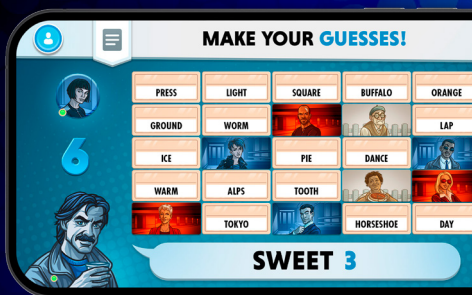 MAKE YOUR GUESSES!
PRESS LIGHT SQUARE BUFFALO ORANGE
6
GROUND WORM LAP
ICE PIE DANCE
WARM ALPS TOOTH
TOKYO HORSESHOE DAY
SWEET 3